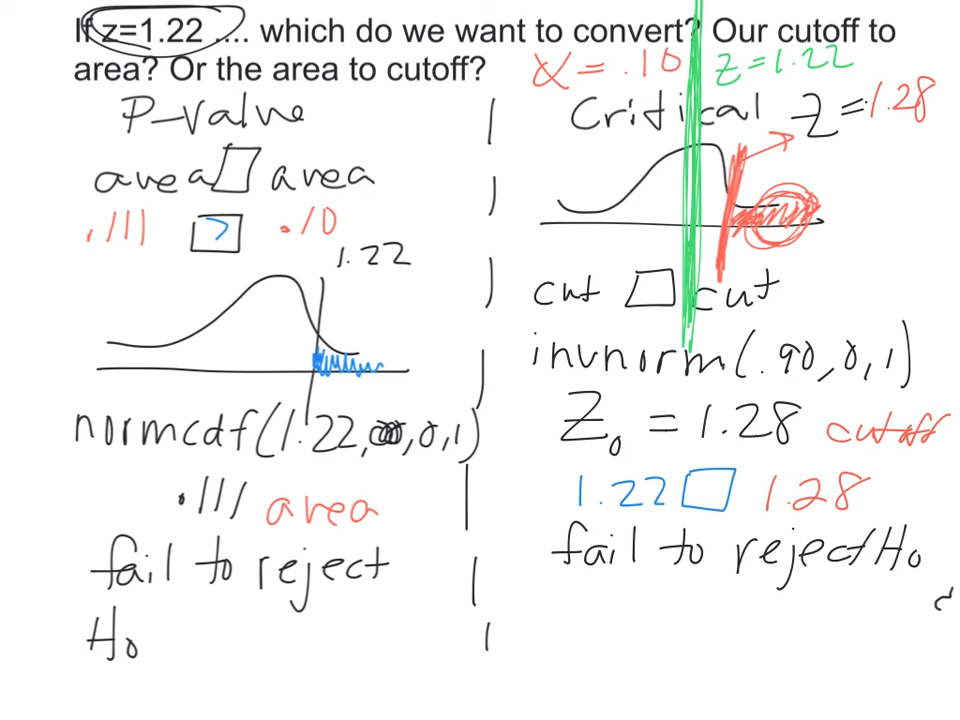 If z=1.22 .... which do we want to convert? Our cutoff to
area? Or the area to cutoff?
α = .10 z=1.22
P-Value
area □ area
.111 > .10
1.22
normcdf(1.22,∞,0,1)
.111 area
fail to reject
Ho
Critical Z=1.28
cut □ cut
invnorm(.90,0,1)
Z₀ = 1.28 cutoff
1.22 □ 1.28
fail to reject Ho